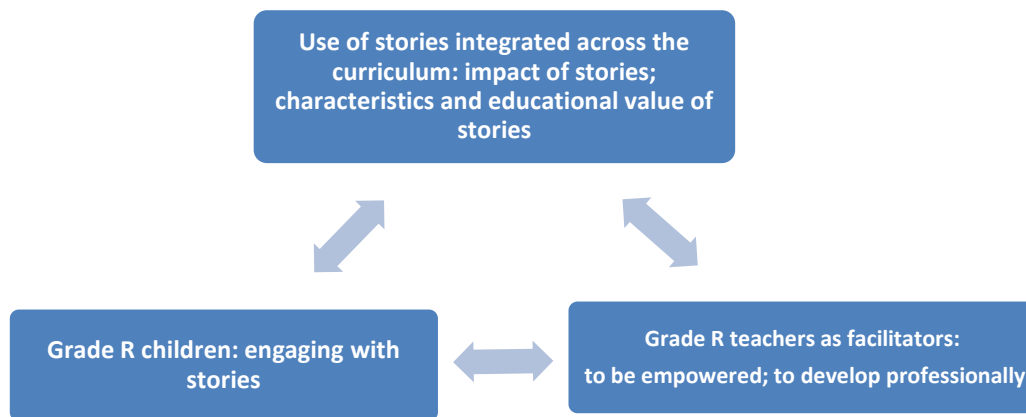 Use of stories integrated across the
curriculum: impact of stories;
characteristics and educational value of
stories
Grade R children: engaging with
stories
Grade R teachers as facilitators:
to be empowered; to develop professionally